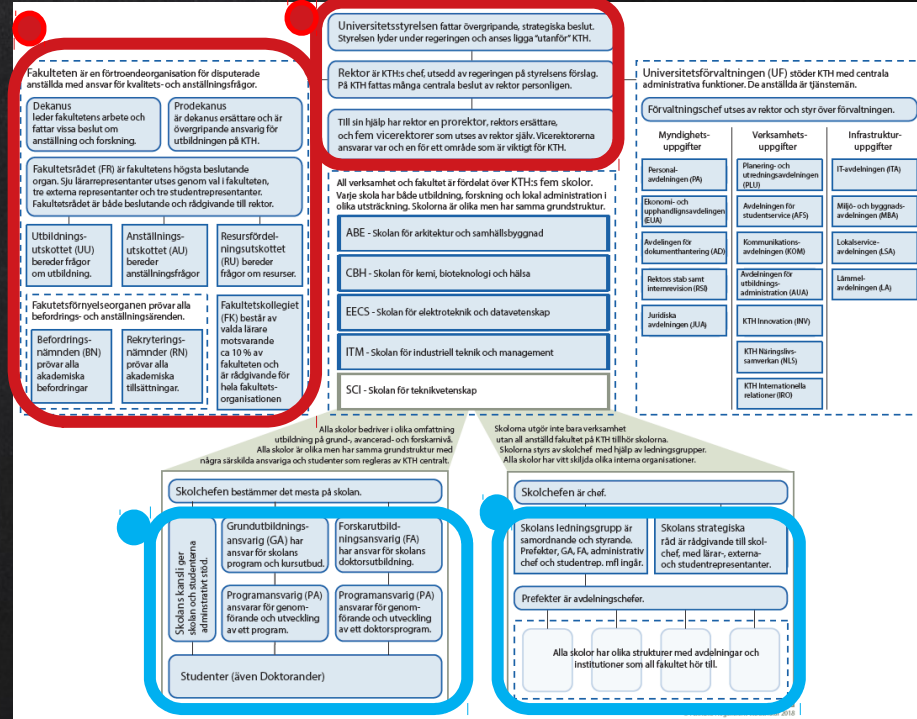 Universitetsstyrelsen fattar övergripande, strategiska beslut.
Styrelsen lyder under regeringen och anses ligga "utanför" KTH.
Rektor är KTH:s chef, utsedd av regeringen på styrelsens förslag.
På KTH fattas många centrala beslut av rektor personligen.
Till sin hjälp har rektor en prorektor, rektors ersättare,
och fem vicerektorer som utses av rektor själv. Vicerektorerna
ansvarar var och en för ett område som är viktigt för KTH.
Fakulteten är en förtroendeorganisation för disputerade
anställda med ansvar för kvalitets- och anställningsfrågor.
Dekanus
leder fakultetens arbete och
fattar vissa beslut om
anställning och forskning.
Prodekanus
är dekanus ersättare och är
övergripande ansvarig för
utbildningen på KTH.
Fakultetsrådet (FR) är fakultetens högsta beslutande
organ. Sju lärarrepresentanter utses genom val i fakulteten,
tre externa representanter och tre studentrepresentanter.
Fakultetsrådet är både beslutande och rådgivande till rektor.
Utbildnings-
utskottet (UU)
bereder frågor
om utbildning.
Anställnings-
utskottet (AU)
bereder
anställningsfrågor
Resursfördel-
ningsutskottet
(RU) bereder
frågor om resurser.
Fakutetsförnyelseorganen prövar alla
befordrings- och anställningsärenden.
Befordrings-
nämnden (BN)
prövar alla
akademiska
befordringar
Rekryterings-
nämnder (RN)
prövar alla
akademiska
tillsättningar.
Fakultetskollegiet
(FK) består av
valda lärare
motsvarande
ca 10 % av
fakulteten och
är rådgivande för
hela fakultets-
organisationen
All verksamhet och fakultet är fördelat över KTH:s fem skolor.
Varje skola har både utbildning, forskning och lokal administration i
olika utsträckning. Skolorna är olika men har samma grundstruktur.
ABE - Skolan för arkitektur och samhällsbyggnad
CBH - Skolan för kemi, bioteknologi och hälsa
EECS - Skolan för elektroteknik och datavetenskap
ITM - Skolan för industriell teknik och management
SCI - Skolan för teknikvetenskap
Universitetsförvaltningen (UF) stöder KTH med centrala
administrativa funktioner. De anställda är tjänstemän.
Förvaltningschef utses av rektor och styr över förvaltningen.
Myndighets-
uppgifter
Personal-
avdelningen (PA)
Ekonomi- och
upphandlignsavdelingen
(EUA)
Avdelingen för
dokumenthantering (AD)
Rektors stab samt
internrevision (RSI)
Juridiska
avdelningen (JUA)
Verksamhets-
uppgifter
Planering- och
utredningsavdelningen
(PLU)
Avdelningen för
studentservice (AFS)
Kommunikations-
avdelningen (KOM)
Avdelningen för
utbildnings-
administration (AUA)
KTH Innovation (INV)
KTH Näringslivs-
samverkan (NLS)
KTH Internationella
relationer (IRO)
Infrastruktur-
uppgifter
IT-avdelningen (ITA)
Miljö- och byggnads-
avdelningen (MBA)
Lokalservice-
avdelningen (LSA)
Lämmel-
avdelningen (LA)
Alla skolor bedriver i olika omfattning
utbildning på grund-, avancerad- och forskarnivå.
Alla skolor är olika men har samma grundstruktur med
några särskilda ansvariga och studenter som regleras av KTH centralt.
Skolorna utgör inte bara verksamhet
utan all anställd fakultet på KTH tillhör skolorna.
Skolorna styrs av skolchef med hjälp av ledningsgrupper.
Alla skolor har vitt skiljda olika interna organisationer.
Skolchefen bestämmer det mesta på skolan.
Skolans kansli ger
skolan och studenterna
adminstrativt stöd.
Grundutbildnings-
ansvarig (GA) har
ansvar för skolans
program och kursutbud.
Forskarutbild-
ningsansvarig (FA)
har ansvar för skolans
doktorsutbildning.
Programansvarig (PA)
ansvarar för genom-
förande och utveckling
av ett program.
Programansvarig (PA)
ansvarar för genom-
förande och utveckling
av ett doktorsprogram.
Studenter (även Doktorander)
Skolchefen är chef.
Skolans ledningsgrupp är
samordnande och styrande.
Prefekter, GA, FA, administrativ
chef och studentrep. mfl ingår.
Skolans strategiska
råd är rådgivande till skol-
chef, med lärar-, externa-
och studentrepresentanter.
Prefekter är avdelningschefer.
Alla skolor har olika strukturer med avdelningar och
institutioner som all fakultet hör till.
2018